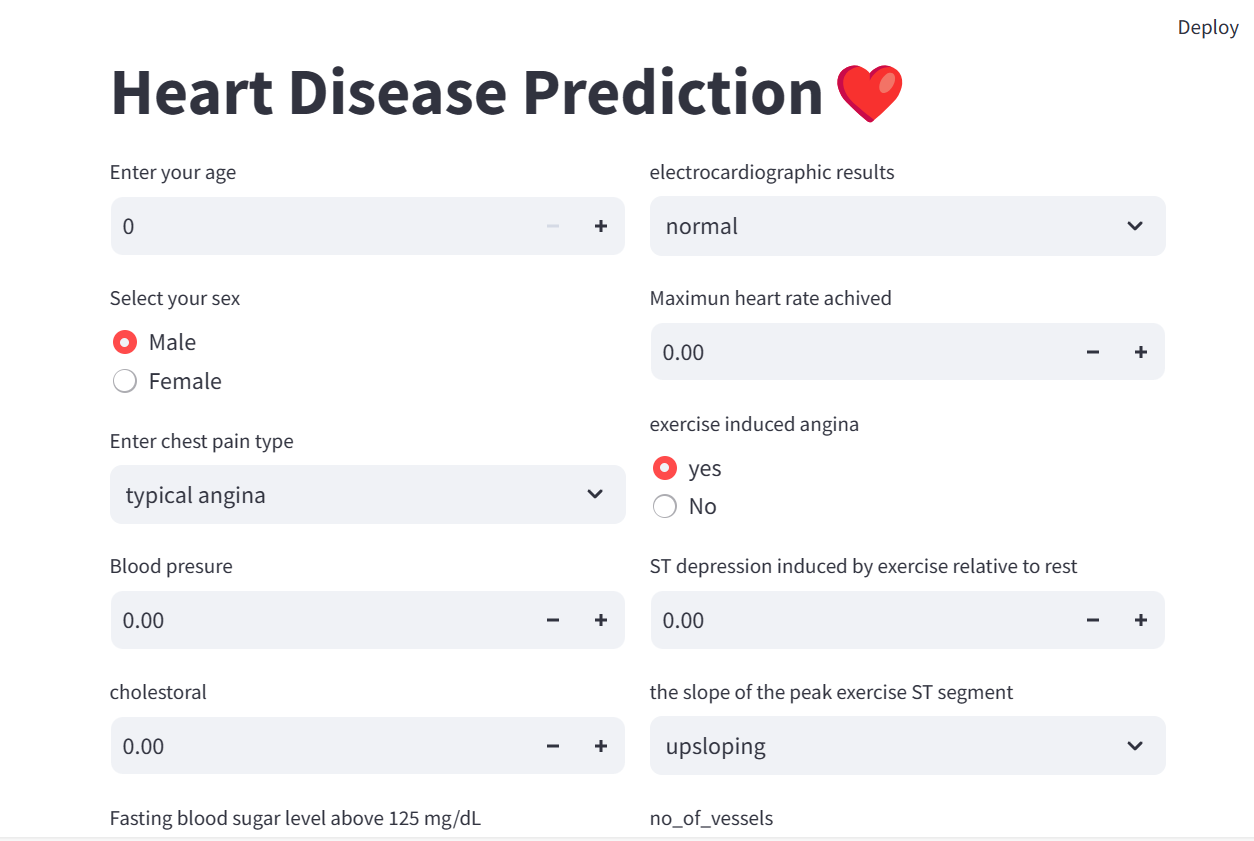 Deploy
Heart Disease Prediction
Enter your age
0
Select your sex
Male
Female
Enter chest pain type
typical angina
Blood presure
0.00
cholestoral
0.00
Fasting blood sugar level above 125 mg/dL
electrocardiographic results
normal
Maximun heart rate achived
0.00
exercise induced angina
yes
No
ST depression induced by exercise relative to rest
0.00
the slope of the peak exercise ST segment
upsloping
no_of_vessels